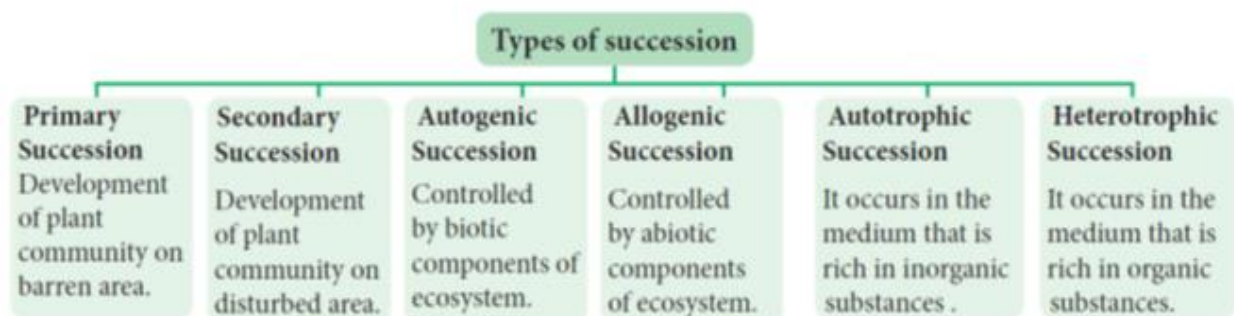 Types of succession
Primary
Succession
Development
of plant
community on
barren area.
Secondary
Succession
Development
of plant
community on
disturbed area.
Autogenic
Succession
Controlled
by biotic
components of
ecosystem.
Allogenic
Succession
Controlled
by abiotic
components
of ecosystem.
Autotrophic
Succession
It occurs in the
medium that is
rich in inorganic
substances .
Heterotrophic
Succession
It occurs in the
medium that is
rich in organic
substances.